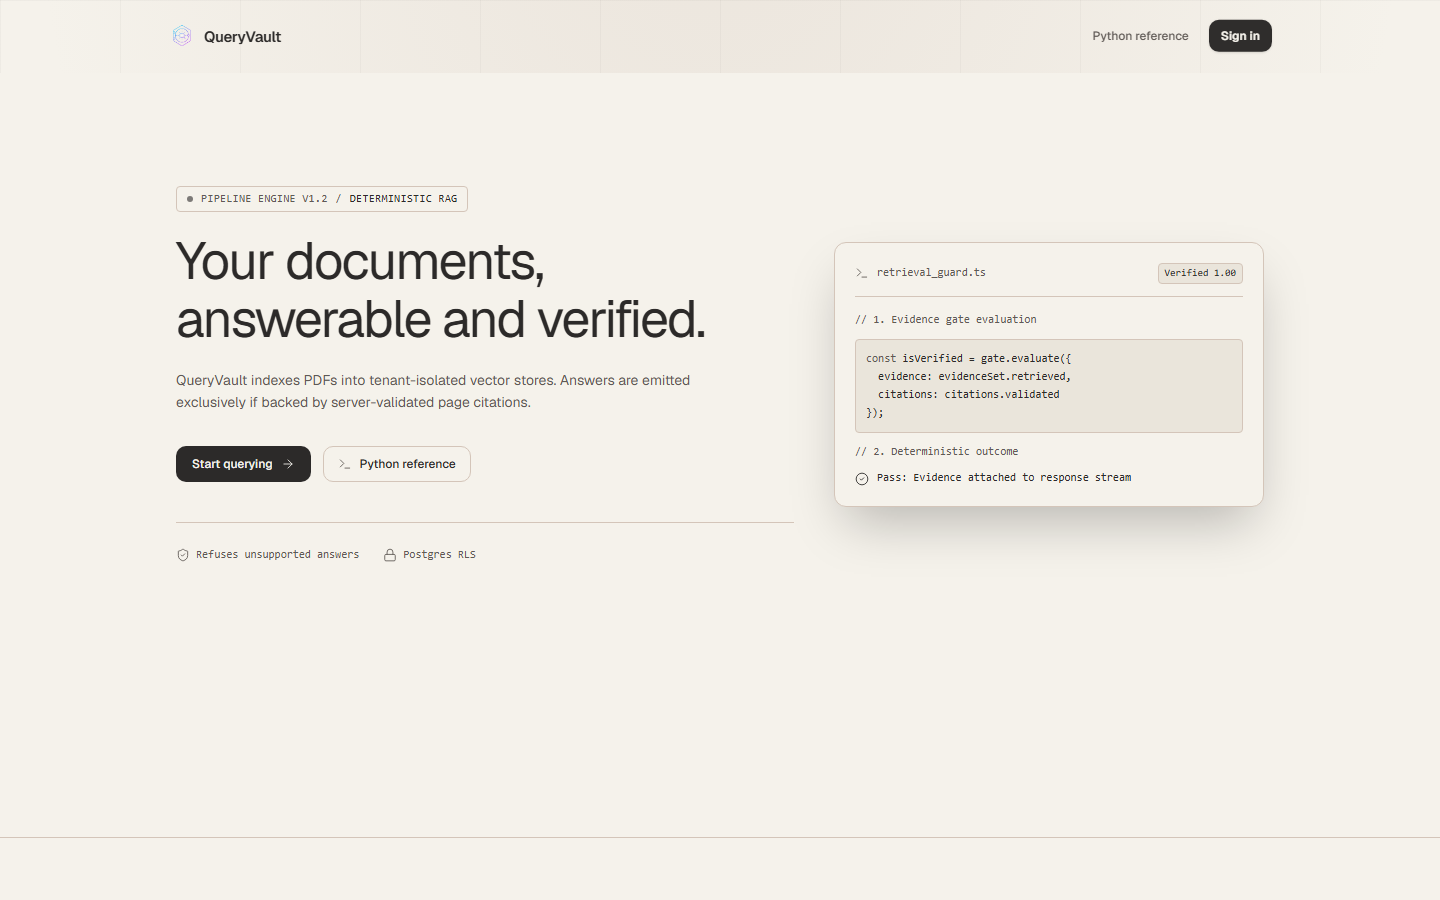 QueryVault
Python reference
Sign in
PIPELINE ENGINE V1.2 / DETERMINISTIC RAG
Your documents,
answerable and verified.
QueryVault indexes PDFs into tenant-isolated vector stores. Answers are emitted
exclusively if backed by server-validated page citations.
Start querying
>_ Python reference
Refuses unsupported answers
Postgres RLS
>_ retrieval_guard.ts
Verified 1.00
// 1. Evidence gate evaluation
const isVerified = gate.evaluate({
  evidence: evidenceSet.retrieved,
  citations: citations.validated
});
// 2. Deterministic outcome
Pass: Evidence attached to response stream